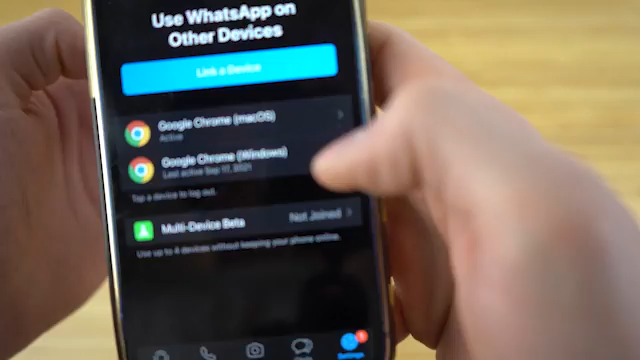 Use WhatsApp on
Other Devices
Link a Device
Google Chrome (macOS)
Active
Google Chrome (Windows)
Last active Sep 17, 2021
Tap a device to log out.
Multi-Device Beta
Not Joined
Use up to 4 devices without keeping your phone online.
Settings